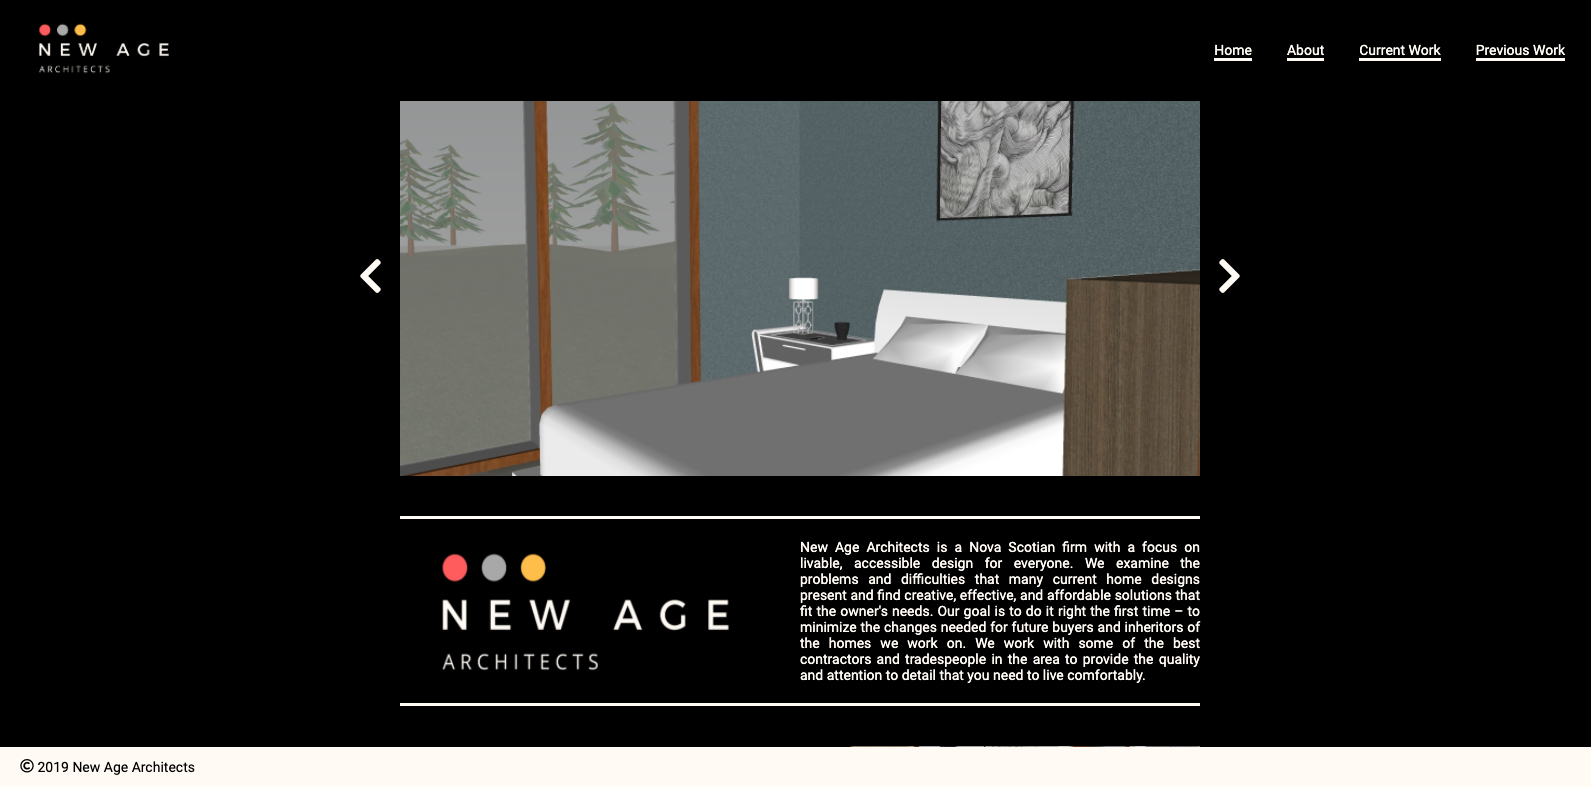 NEW AGE
ARCHITECTS
Home About Current Work Previous Work
NEW AGE
ARCHITECTS
New Age Architects is a Nova Scotian firm with a focus on
livable, accessible design for everyone. We examine the
problems and difficulties that many current home designs
present and find creative, effective, and affordable solutions that
fit the owner's needs. Our goal is to do it right the first time – to
minimize the changes needed for future buyers and inheritors of
the homes we work on. We work with some of the best
contractors and tradespeople in the area to provide the quality
and attention to detail that you need to live comfortably.
© 2019 New Age Architects